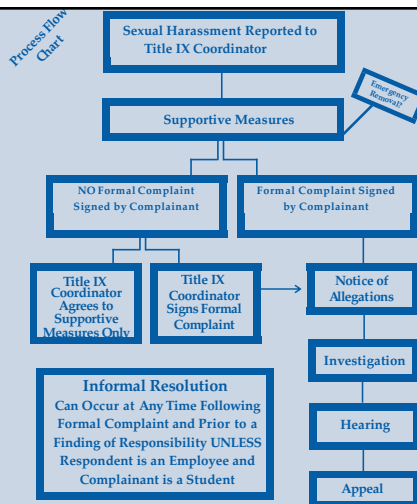 Process Flow
Chart
Sexual Harassment Reported to
Title IX Coordinator
Emergency
Removal?
Supportive Measures
NO Formal Complaint
Signed by Complainant
Formal Complaint Signed
by Complainant
Title IX
Coordinator
Agrees to
Supportive
Measures Only
Title IX
Coordinator
Signs Formal
Complaint
Notice of
Allegations
Investigation
Informal Resolution
Can Occur at Any Time Following
Formal Complaint and Prior to a
Finding of Responsibility UNLESS
Respondent is an Employee and
Complainant is a Student
Hearing
Appeal